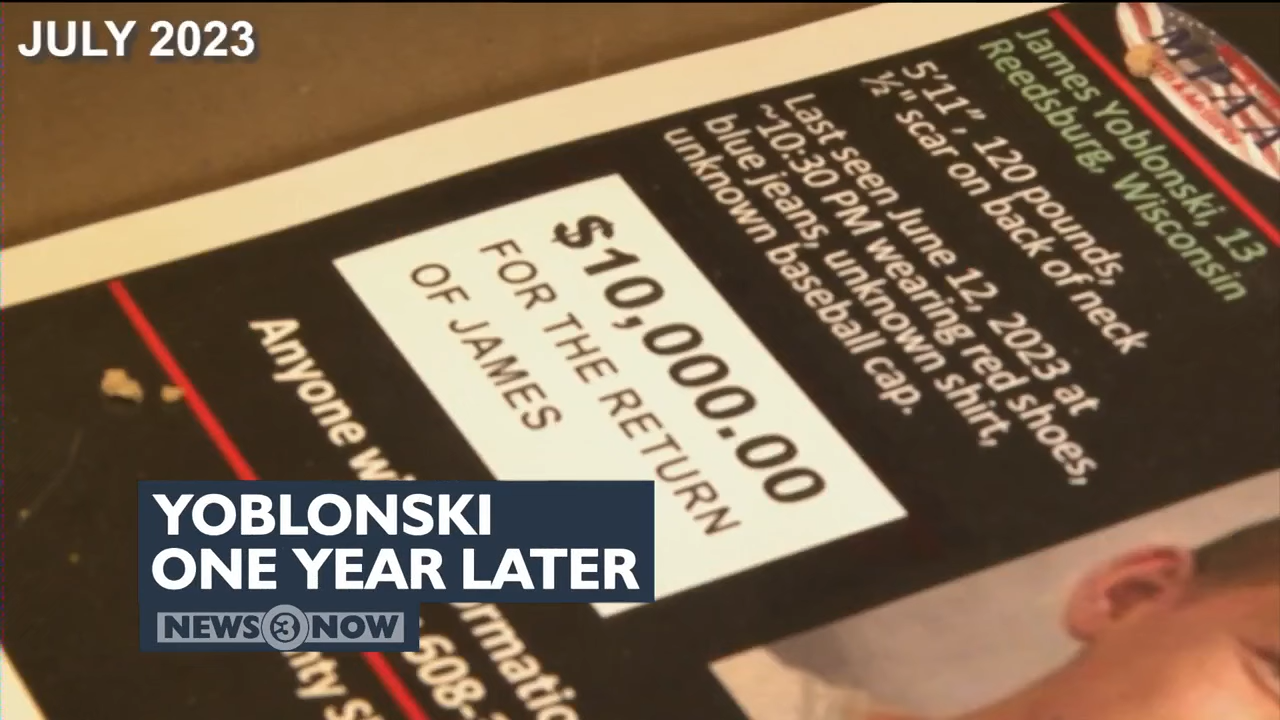 JULY 2023
James Yoblonski, 13
Reedsburg, Wisconsin
5'11", 120 pounds,
½" scar on back of neck
Last seen June 12, 2023 at
~10:30 PM wearing red shoes,
blue jeans, unknown shirt,
unknown baseball cap.
$10,000.00
FOR THE RETURN
OF JAMES
Anyone
608-
YOBLONSKI
ONE YEAR LATER
NEWS 3 NOW